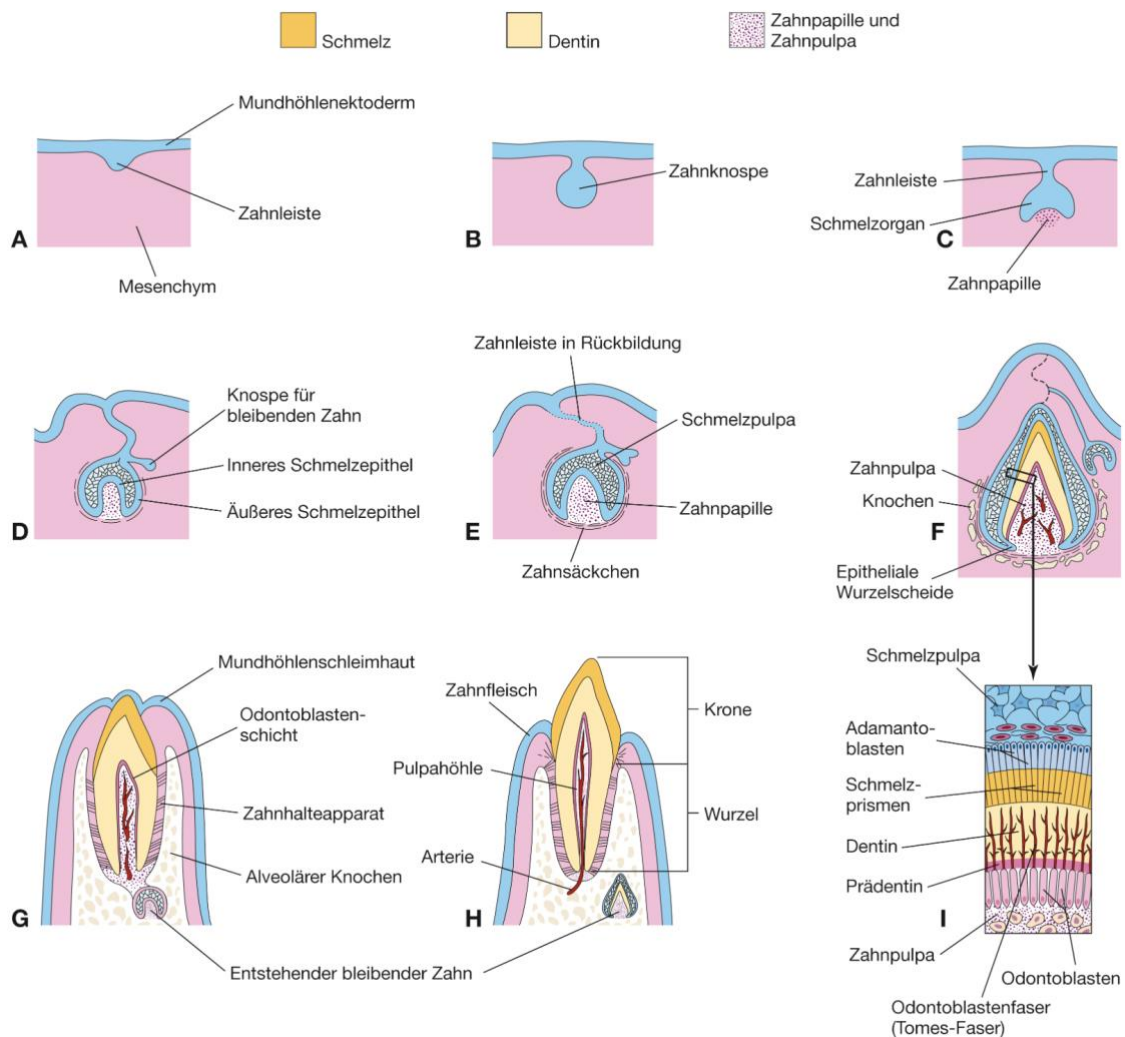 Schmelz
Dentin
Zahnpapille und
Zahnpulpa
Mundhöhlenektoderm
Zahnleiste
Mesenchym
A
Zahnknospe
B
Zahnleiste
Schmelzorgan
Zahnpapille
C
Knospe für
bleibenden Zahn
Inneres Schmelzepithel
Äußeres Schmelzepithel
D
Zahnleiste in Rückbildung
Schmelzpulpa
Zahnpapille
Zahnsäckchen
E
Zahnpulpa
Knochen
F
Epitheliale
Wurzelscheide
Mundhöhlenschleimhaut
Odontoblasten-
schicht
Zahnhalteapparat
Alveolärer Knochen
G
Zahnfleisch
Pulpahöhle
Arterie
Krone
Wurzel
H
Entstehender bleibender Zahn
Schmelzpulpa
Adamanto-
blasten
Schmelz-
prismen
Dentin
Prädentin
I
Zahnpulpa
Odontoblasten
Odontoblastenfaser
(Tomes-Faser)